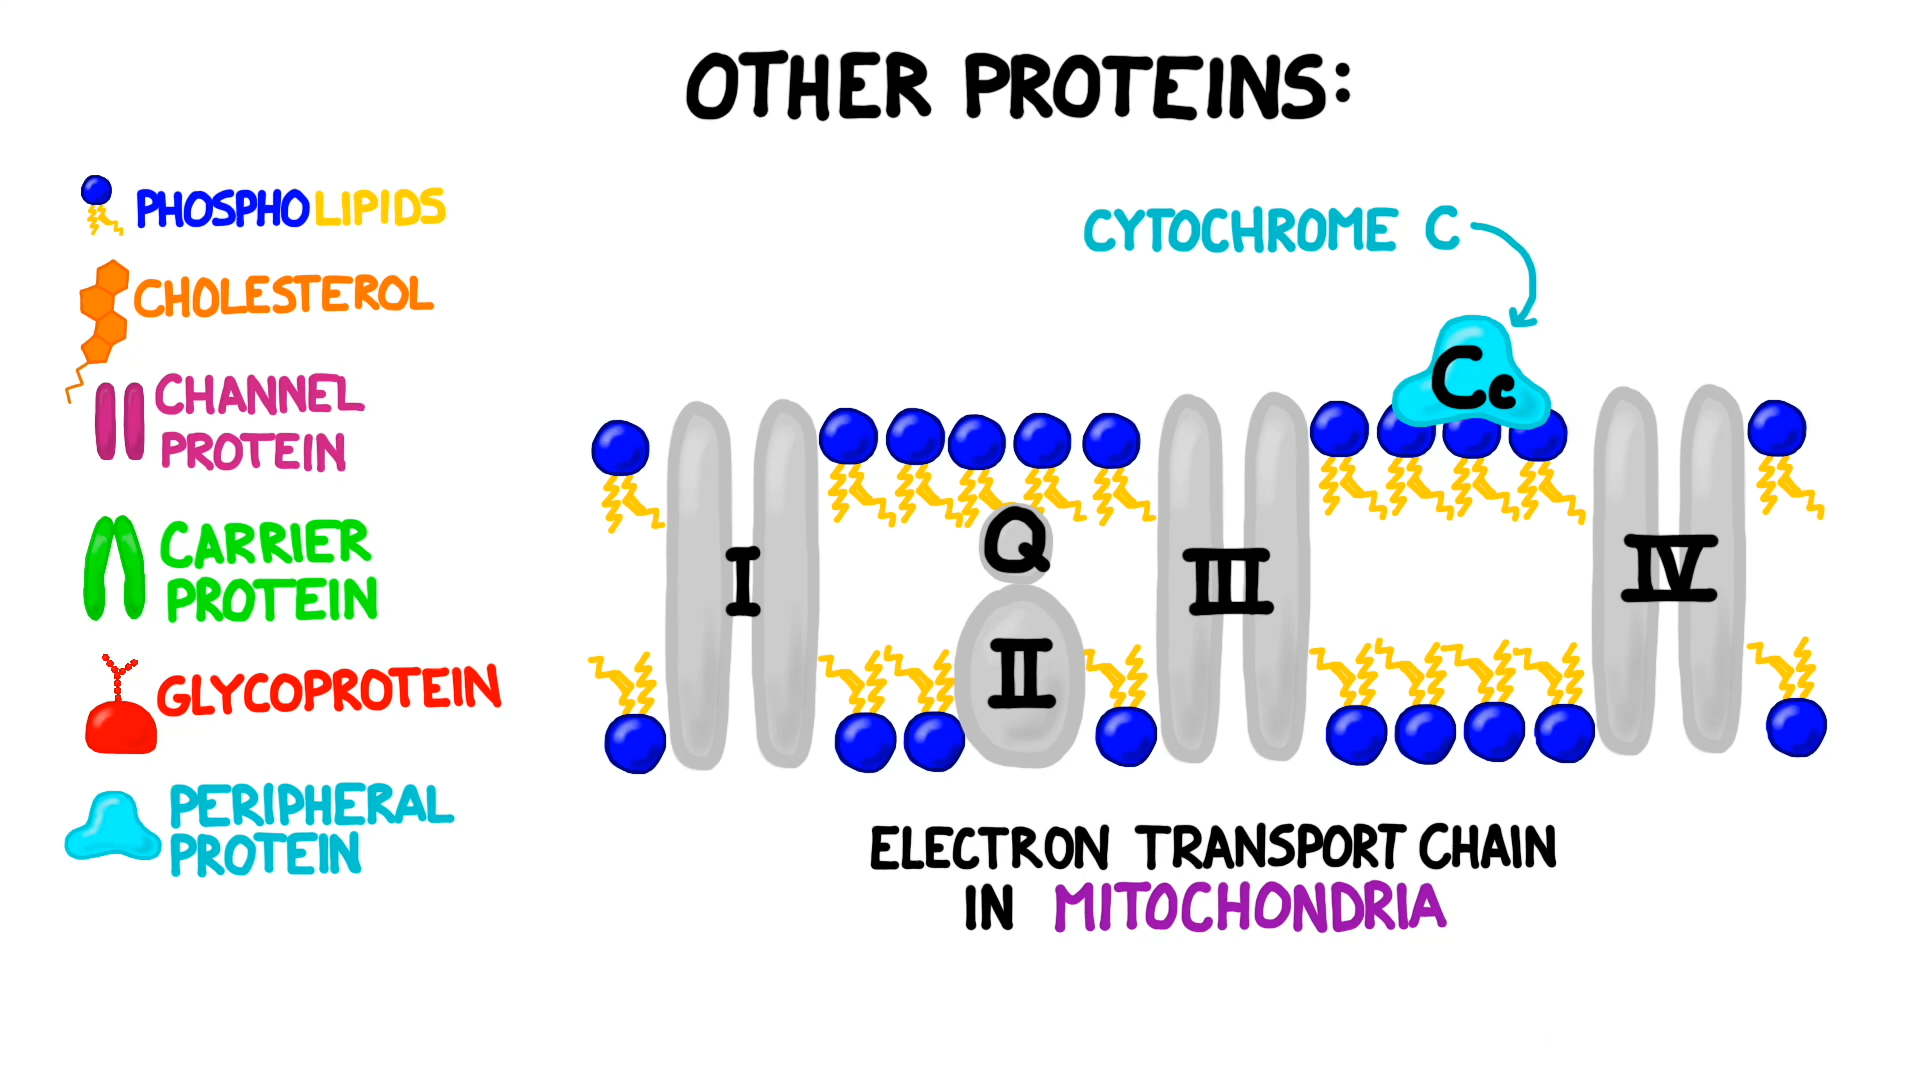 OTHER PROTEINS:
PHOSPHOLIPIDS
CHOLESTEROL
CHANNEL
PROTEIN
CARRIER
PROTEIN
GLYCOPROTEIN
PERIPHERAL
PROTEIN
CYTOCHROME C
Cc
I
Q
II
III
IV
ELECTRON TRANSPORT CHAIN
IN MITOCHONDRIA